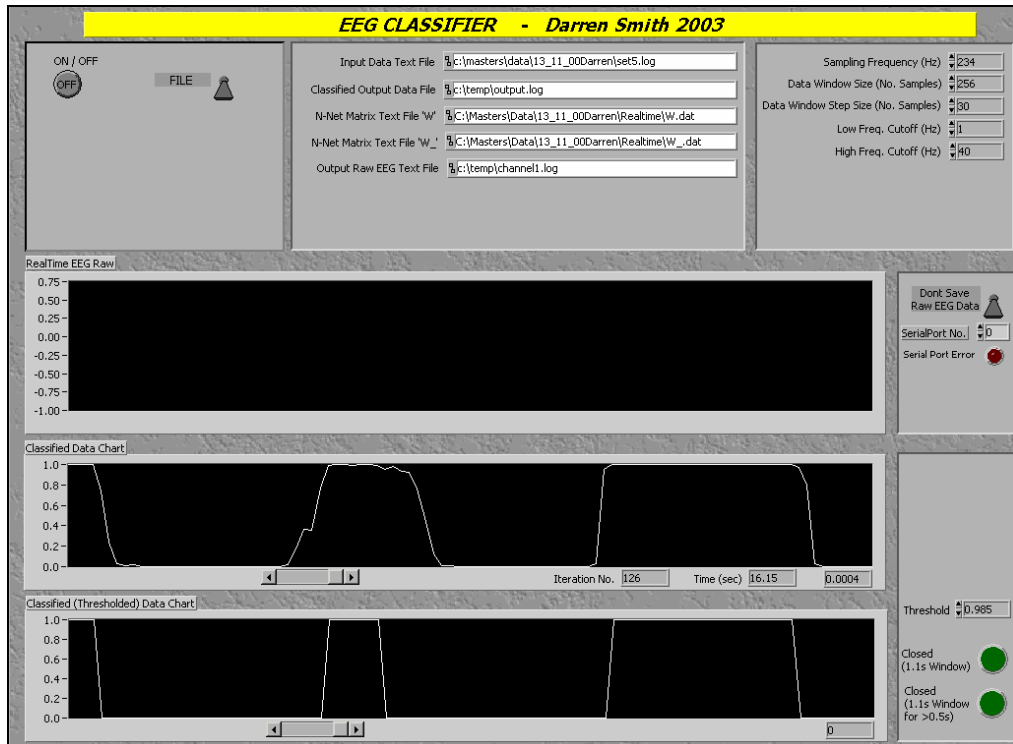 EEG CLASSIFIER - Darren Smith 2003
ON / OFF
OFF
FILE
Input Data Text File c:\masters\data\13_11_00Darren\set5.log
Classified Output Data File c:\temp\output.log
N-Net Matrix Text File 'W' C:\Masters\Data\13_11_00Darren\Realtime\W.dat
N-Net Matrix Text File 'W_' C:\Masters\Data\13_11_00Darren\Realtime\W_.dat
Output Raw EEG Text File c:\temp\channel1.log
Sampling Frequency (Hz) 234
Data Window Size (No. Samples) 256
Data Window Step Size (No. Samples) 30
Low Freq. Cutoff (Hz) 1
High Freq. Cutoff (Hz) 40
RealTime EEG Raw
0.75
0.50
0.25
0.00
-0.25
-0.50
-0.75
-1.00
Dont Save
Raw EEG Data
SerialPort No. 0
Serial Port Error
Classified Data Chart
1.0
0.8
0.6
0.4
0.2
0.0
Iteration No. 126 Time (sec) 16.15 0.0004
Classified (Thresholded) Data Chart
1.0
0.8
0.6
0.4
0.2
0.0
0
Threshold 0.985
Closed
(1.1s Window)
Closed
(1.1s Window
for >0.5s)